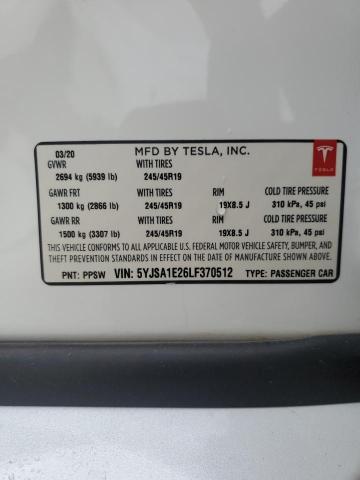 03/20 MFD BY TESLA, INC.
GVWR WITH TIRES
2694 kg (5939 lb) 245/45R19
TESLA
GAWR FRT WITH TIRES RIM COLD TIRE PRESSURE
1300 kg (2866 lb) 245/45R19 19X8.5 J 310 kPa, 45 psi
GAWR RR WITH TIRES RIM COLD TIRE PRESSURE
1500 kg (3307 lb) 245/45R19 19X8.5 J 310 kPa, 45 psi
THIS VEHICLE CONFORMS TO ALL APPLICABLE U.S. FEDERAL MOTOR VEHICLE SAFETY, BUMPER, AND
THEFT PREVENTION STANDARDS IN EFFECT ON THE DATE OF MANUFACTURE SHOWN ABOVE.
PNT: PPSW VIN: 5YJSA1E26LF370512 TYPE: PASSENGER CAR